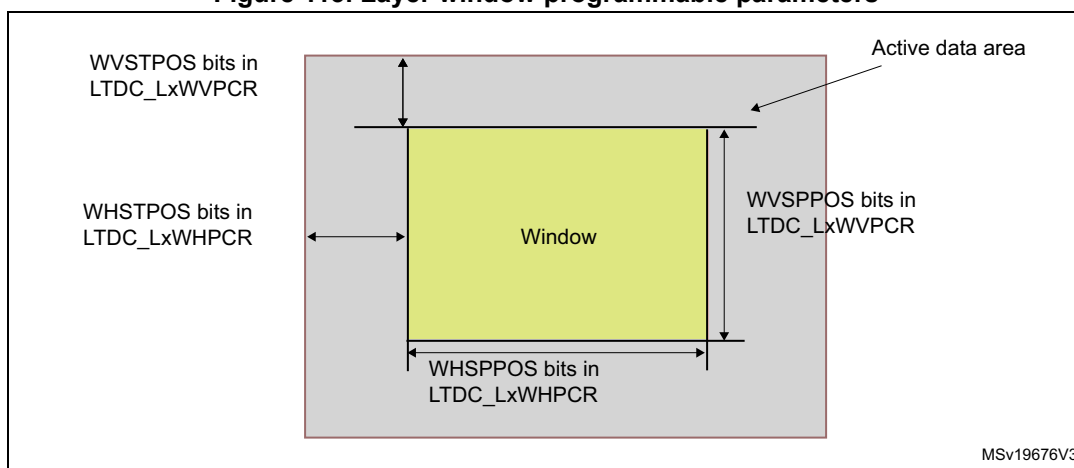 Figure 110. Layer window programmable parameters
WVSTPOS bits in
LTDC_LxWVPCR
Active data area
WHSTPOS bits in
LTDC_LxWHPCR
Window
WVSPPOS bits in
LTDC_LxWVPCR
WHSPPOS bits in
LTDC_LxWHPCR
MSv19676V3